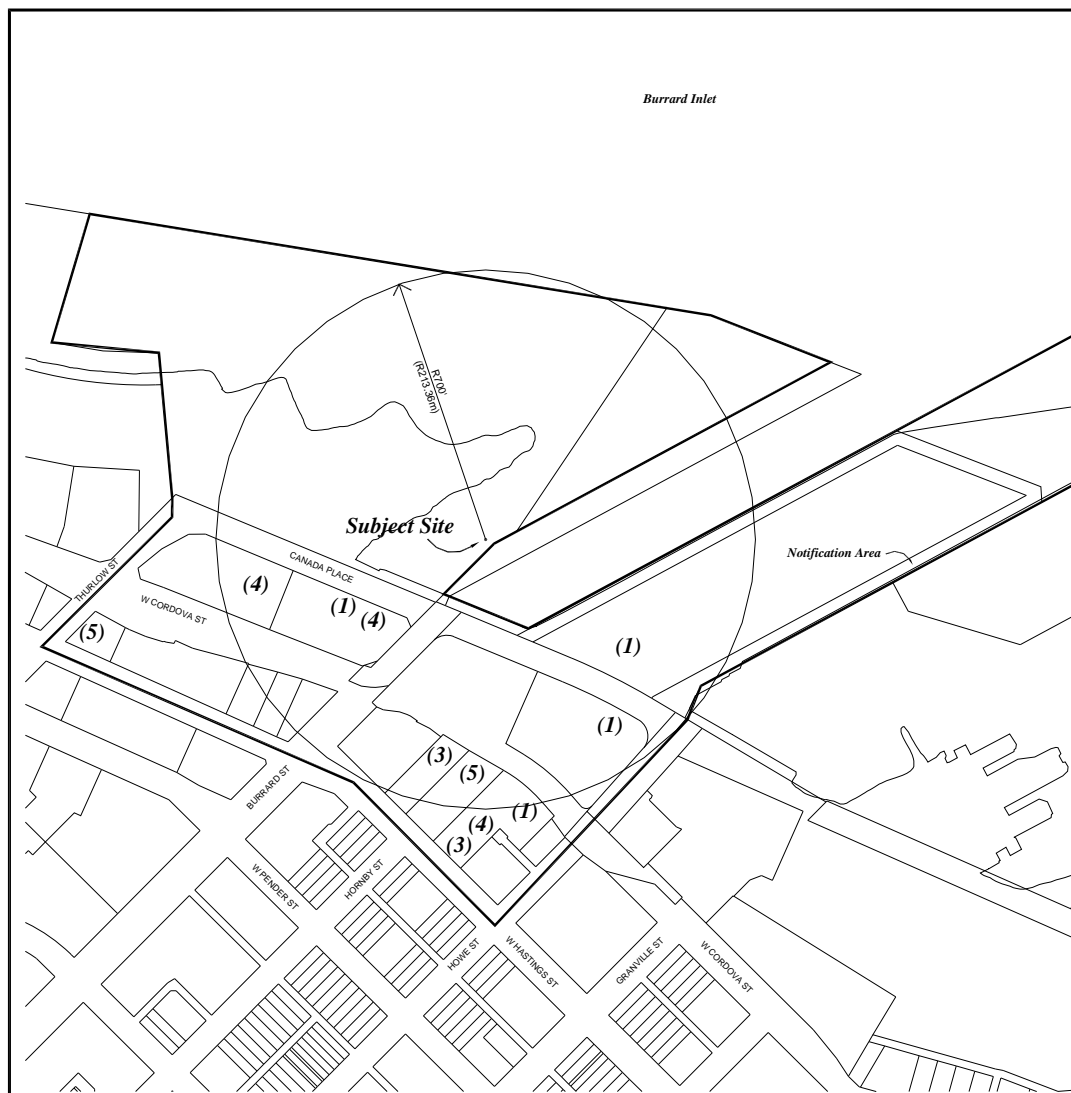 Burrard Inlet
R700'
(R213.36m)
Subject Site
CANADA PLACE
Notification Area
THURLOW ST
(4)
(1)
(4)
W CORDOVA ST
(5)
(1)
(1)
(3)
(5)
(1)
(4)
(3)
BURRARD ST
W PENDER ST
HORNBY ST
HOWE ST
W HASTINGS ST
GRANVILLE ST
W CORDOVA ST